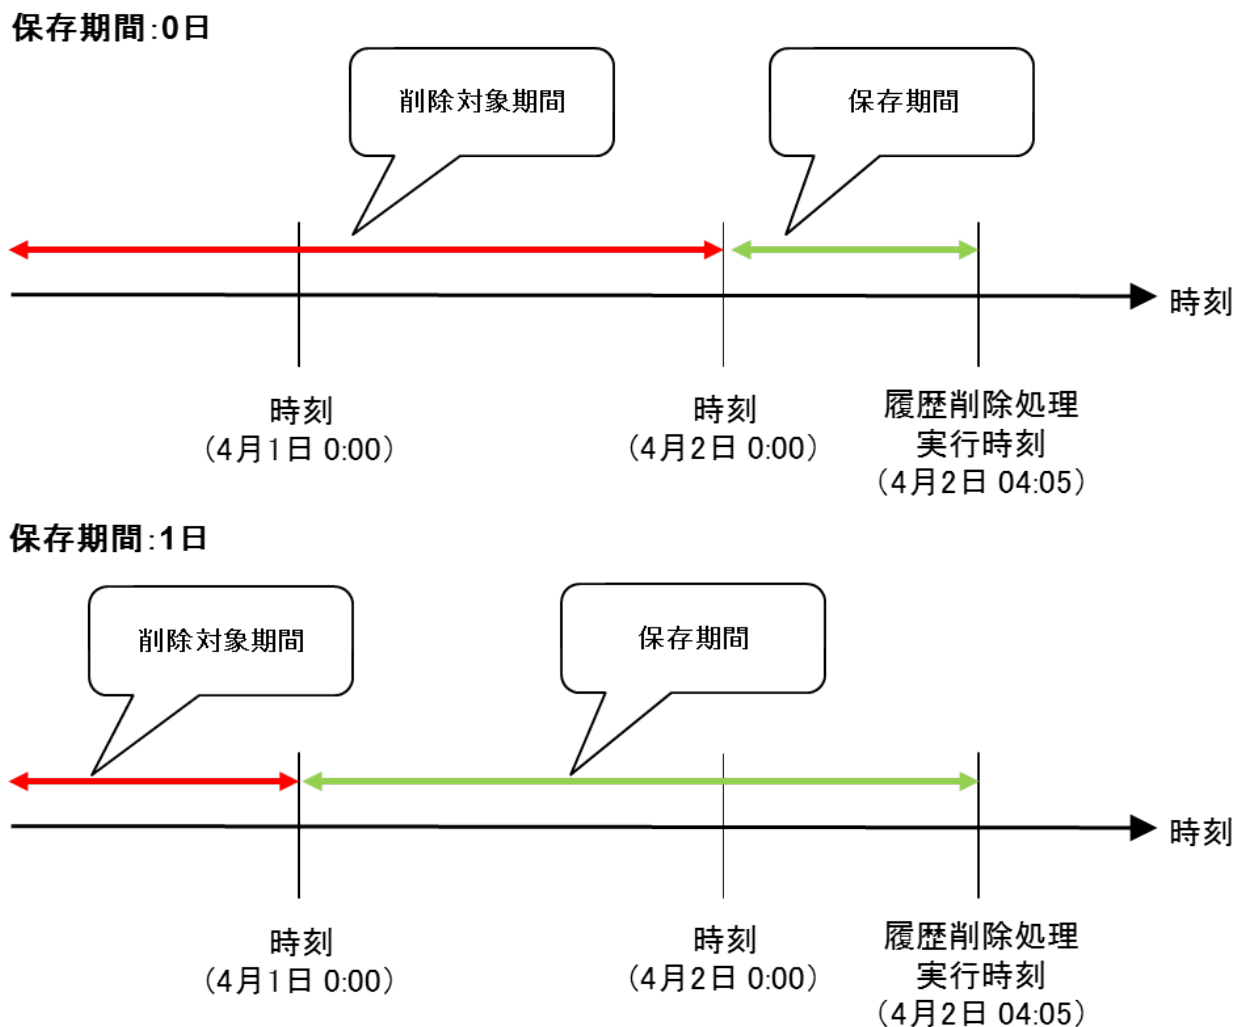 保存期間:0日
削除対象期間
保存期間
時刻
時刻
(4月1日 0:00)
時刻
(4月2日 0:00)
履歴削除処理
実行時刻
(4月2日 04:05)
保存期間:1日
削除対象期間
保存期間
時刻
時刻
(4月1日 0:00)
時刻
(4月2日 0:00)
履歴削除処理
実行時刻
(4月2日 04:05)